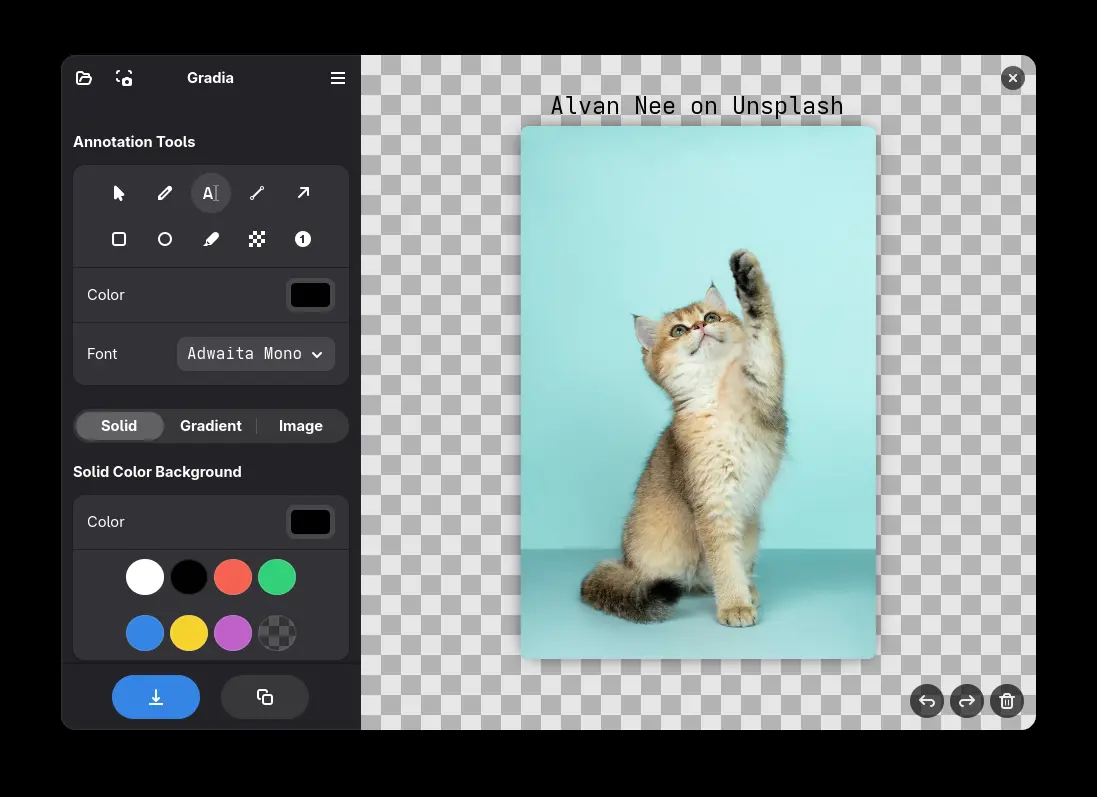 Gradia
Alvan Nee on Unsplash
Annotation Tools
A
1
Color
Font
Adwaita Mono
Solid
Gradient
Image
Solid Color Background
Color